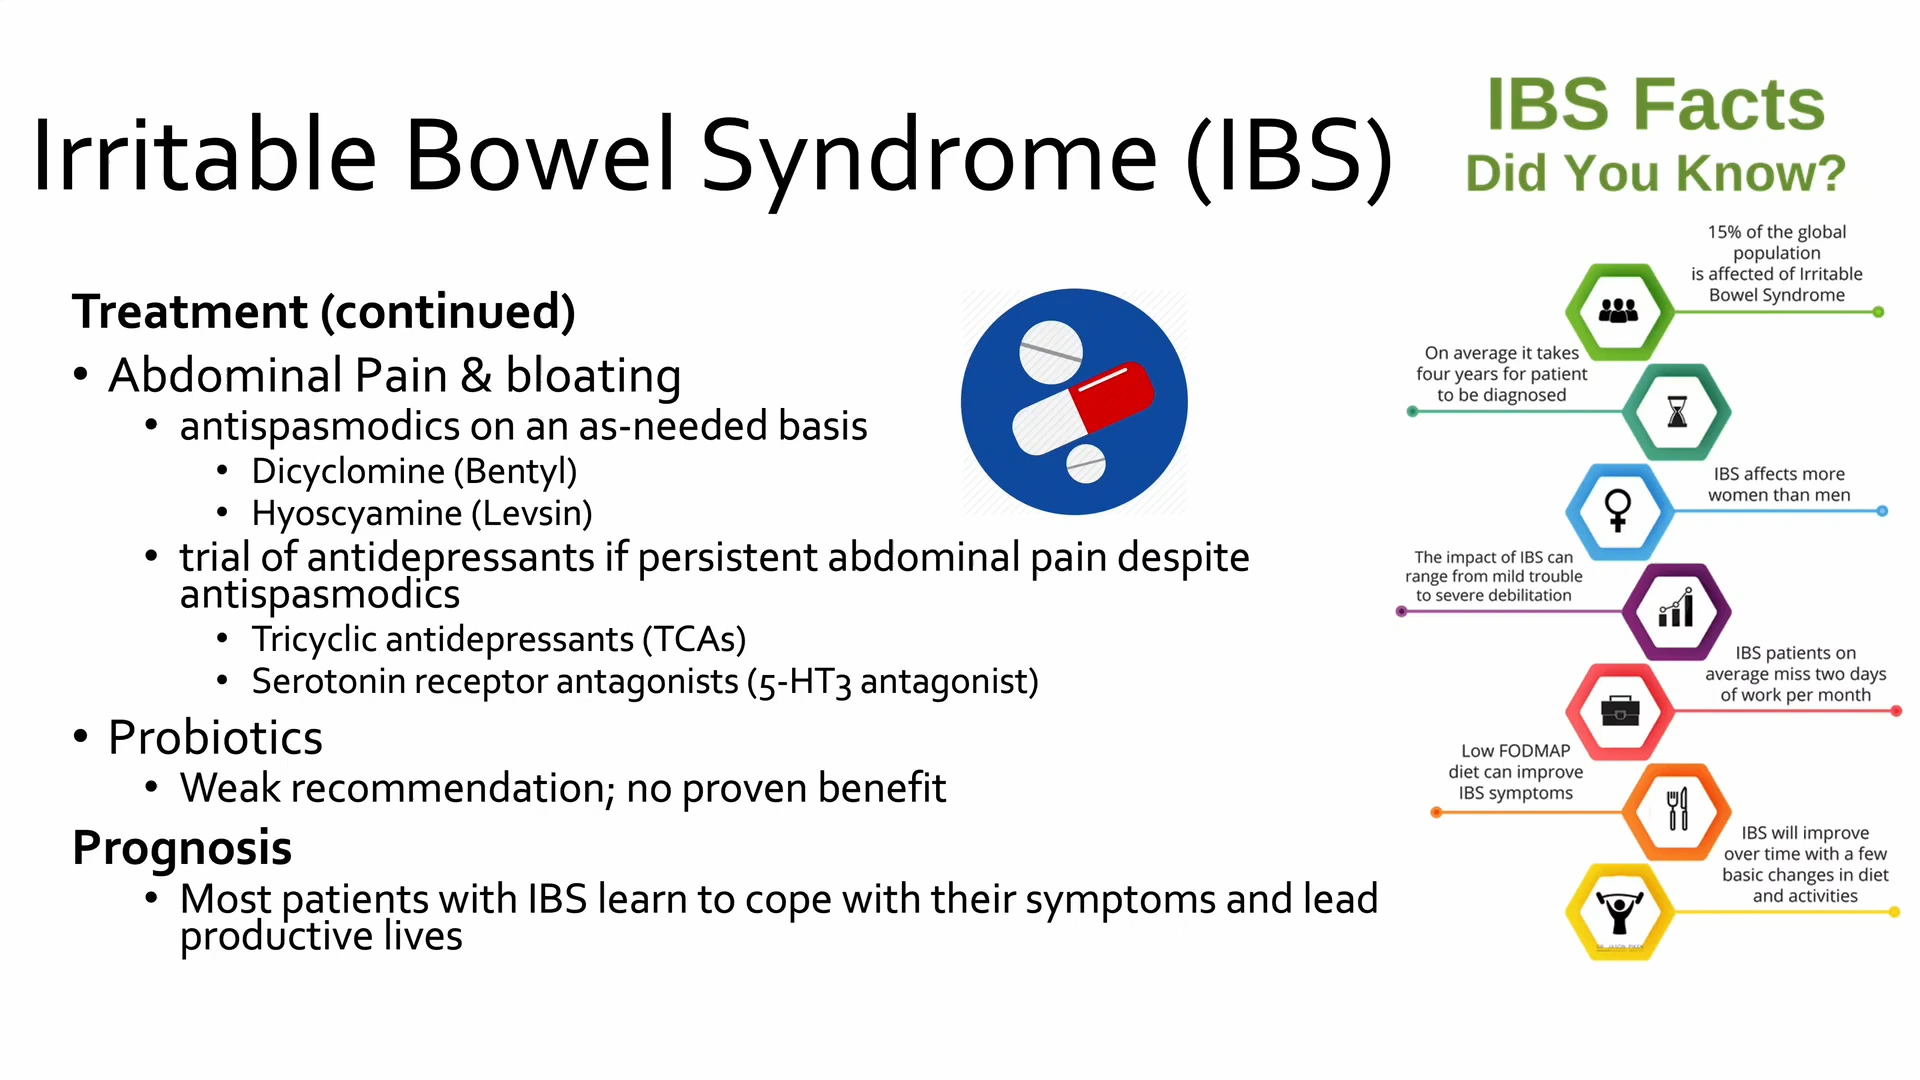 Irritable Bowel Syndrome (IBS)
Treatment (continued)
• Abdominal Pain & bloating
• antispasmodics on an as-needed basis
• Dicyclomine (Bentyl)
• Hyoscyamine (Levsin)
• trial of antidepressants if persistent abdominal pain despite
antispasmodics
• Tricyclic antidepressants (TCAs)
• Serotonin receptor antagonists (5-HT3 antagonist)
• Probiotics
• Weak recommendation; no proven benefit
Prognosis
• Most patients with IBS learn to cope with their symptoms and lead
productive lives
IBS Facts
Did You Know?
15% of the global
population
is affected of Irritable
Bowel Syndrome
On average it takes
four years for patient
to be diagnosed
IBS affects more
women than men
The impact of IBS can
range from mild trouble
to severe debilitation
IBS patients on
average miss two days
of work per month
Low FODMAP
diet can improve
IBS symptoms
IBS will improve
over time with a few
basic changes in diet
and activities